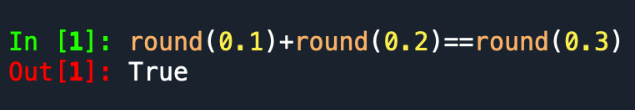 In [1]: round(0.1)+round(0.2)==round(0.3)
Out[1]: True